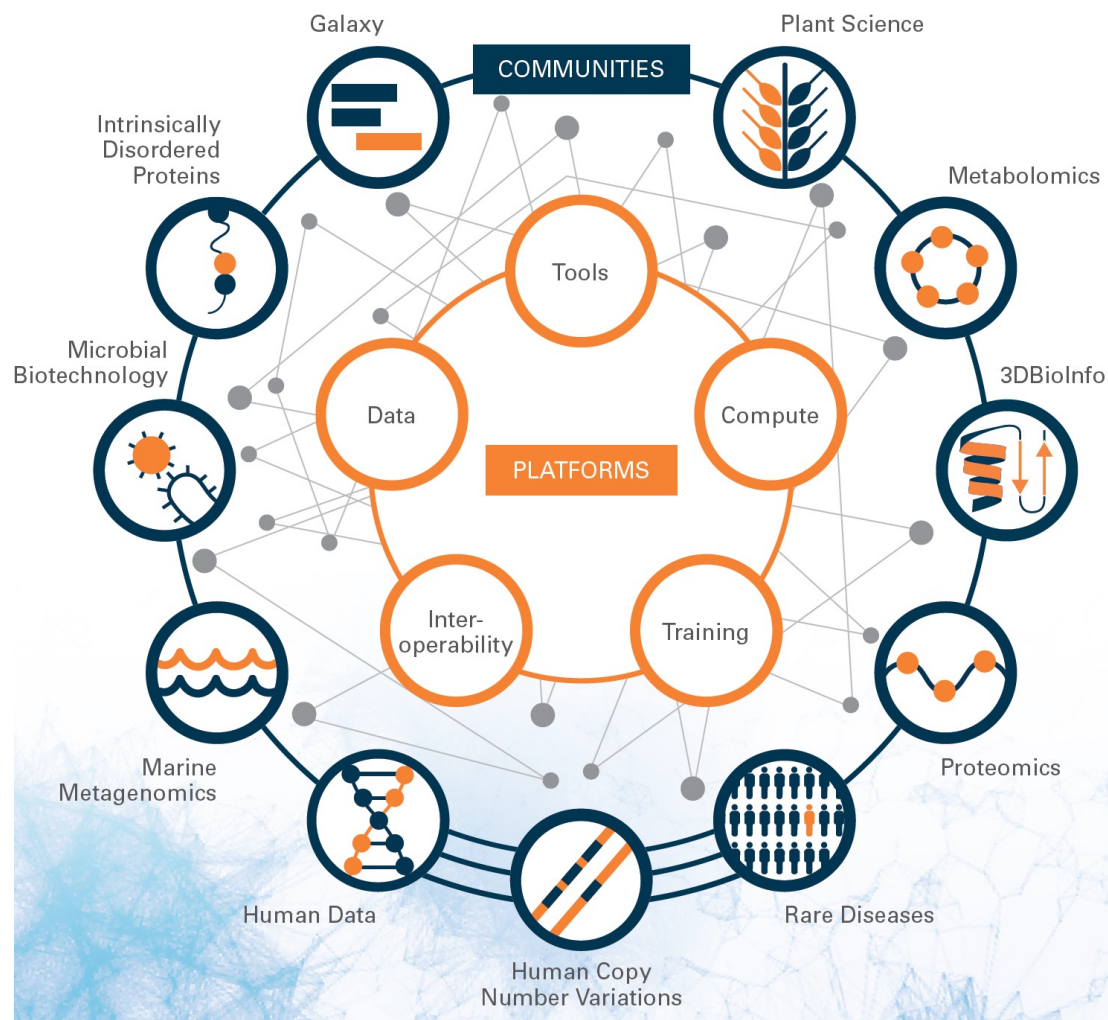 Galaxy
Plant Science
COMMUNITIES
Intrinsically
Disordered
Proteins
Metabolomics
Tools
Microbial
Biotechnology
3DBioInfo
Data
Compute
PLATFORMS
Inter-
operability
Training
Marine
Metagenomics
Proteomics
Human Data
Rare Diseases
Human Copy
Number Variations